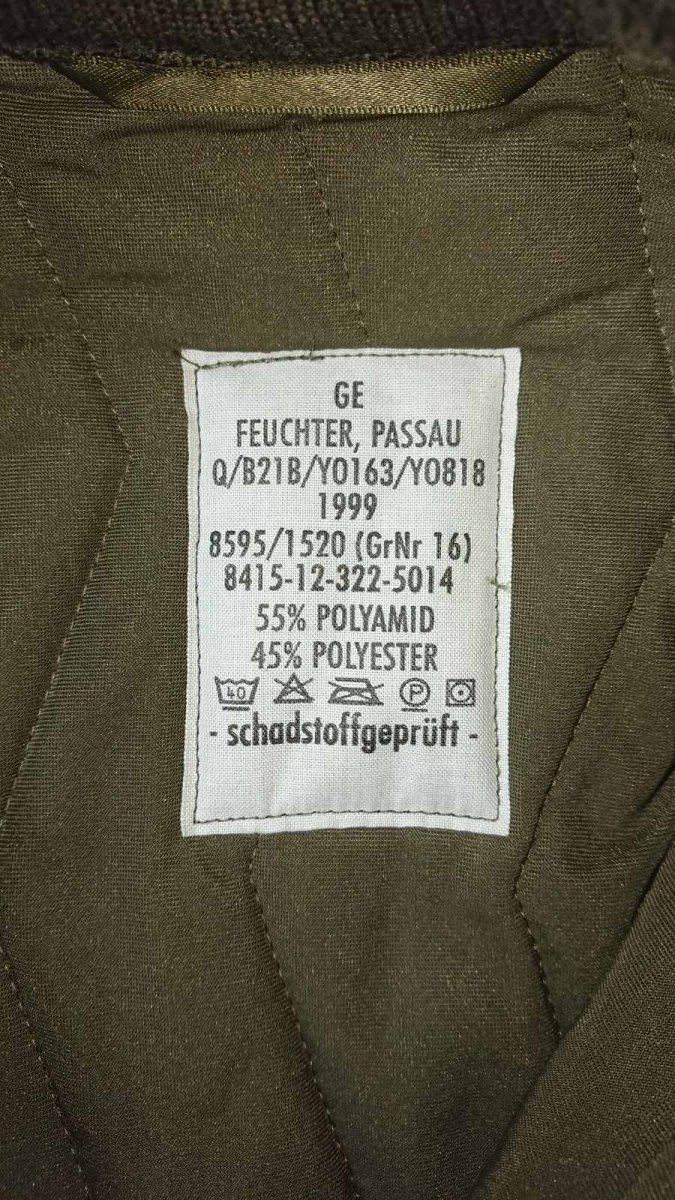 GE
FEUCHTER, PASSAU
Q/B21B/Y0163/Y0818
1999
8595/1520 (GrNr 16)
8415-12-322-5014
55% POLYAMID
45% POLYESTER
40 P
- schadstoffgeprüft -